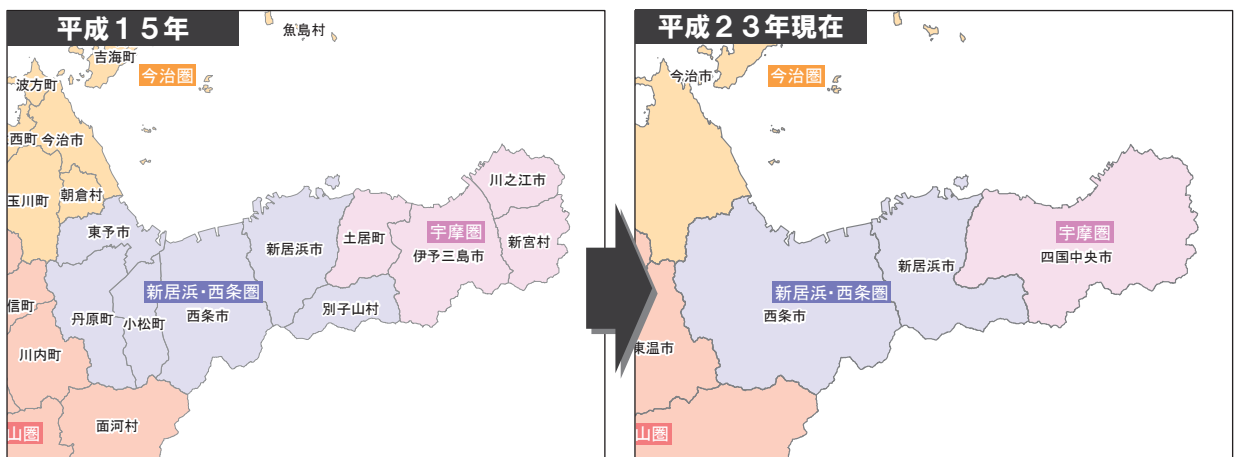 平成１５年
魚島村
吉海町
今治圏
波方町
西町
今治市
玉川町
朝倉村
東予市
川之江市
土居町
宇摩圏
新宮村
新居浜市
伊予三島市
新居浜・西条圏
別子山村
信町
丹原町
小松町
西条市
川内町
面河村
山圏
平成２３年現在
今治市
今治圏
宇摩圏
四国中央市
新居浜市
新居浜・西条圏
西条市
東温市
山圏